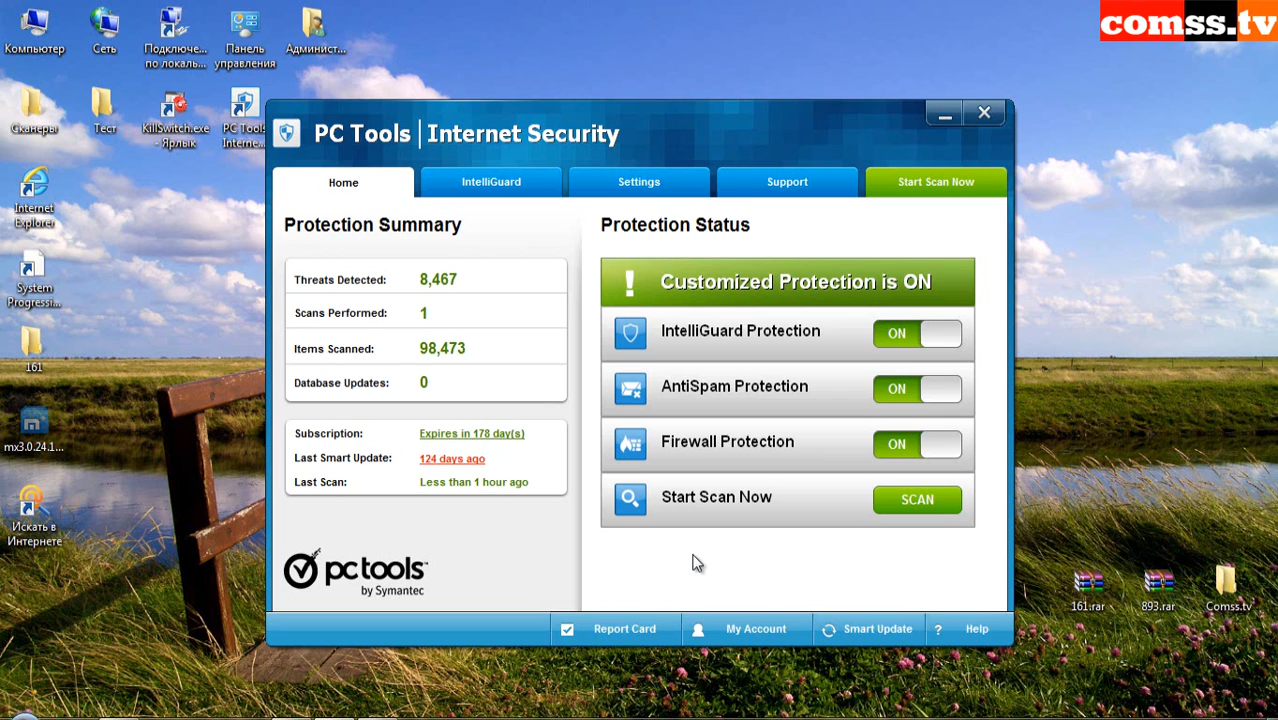 comss.tv
Компьютер
Сеть
Подключе...
по локаль...
Панель
управления
Админист...
Сканеры
Тест
KillSwitch.exe
- Ярлык
PC Tools
Interne...
Internet
Explorer
System
Progressi...
161
mx3.0.24.1...
Искать в
Интернете
PC Tools | Internet Security
Home
IntelliGuard
Settings
Support
Start Scan Now
Protection Summary
Threats Detected: 8,467
Scans Performed: 1
Items Scanned: 98,473
Database Updates: 0
Subscription: Expires in 178 day(s)
Last Smart Update: 124 days ago
Last Scan: Less than 1 hour ago
pctools™
by Symantec
Protection Status
! Customized Protection is ON
IntelliGuard Protection ON
AntiSpam Protection ON
Firewall Protection ON
Start Scan Now SCAN
Report Card
My Account
Smart Update
? Help
161.rar
893.rar
Comss.tv